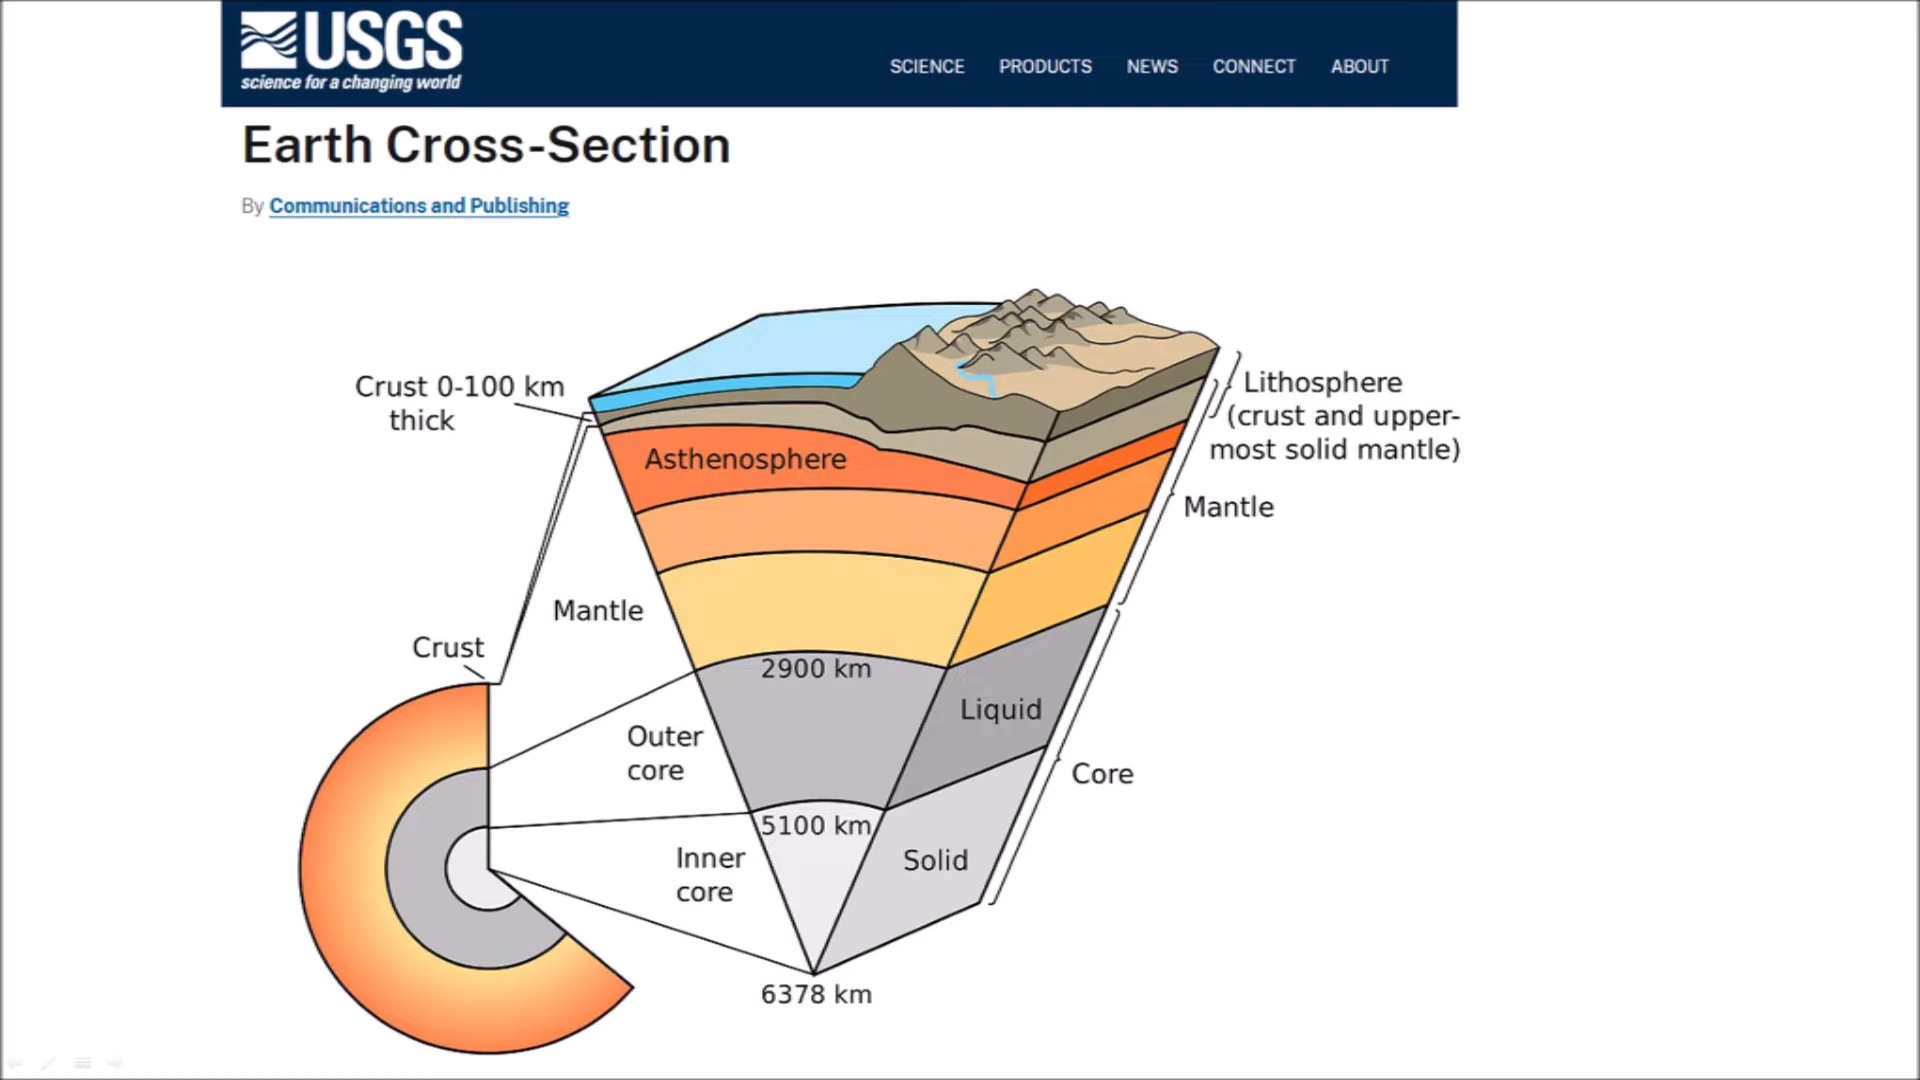 USGS
science for a changing world
SCIENCE PRODUCTS NEWS CONNECT ABOUT
Earth Cross-Section
By Communications and Publishing
Crust 0-100 km
thick
Lithosphere
(crust and upper-
most solid mantle)
Asthenosphere
Mantle
Mantle
Crust
2900 km
Liquid
Outer
core
Core
5100 km
Inner
core
Solid
6378 km